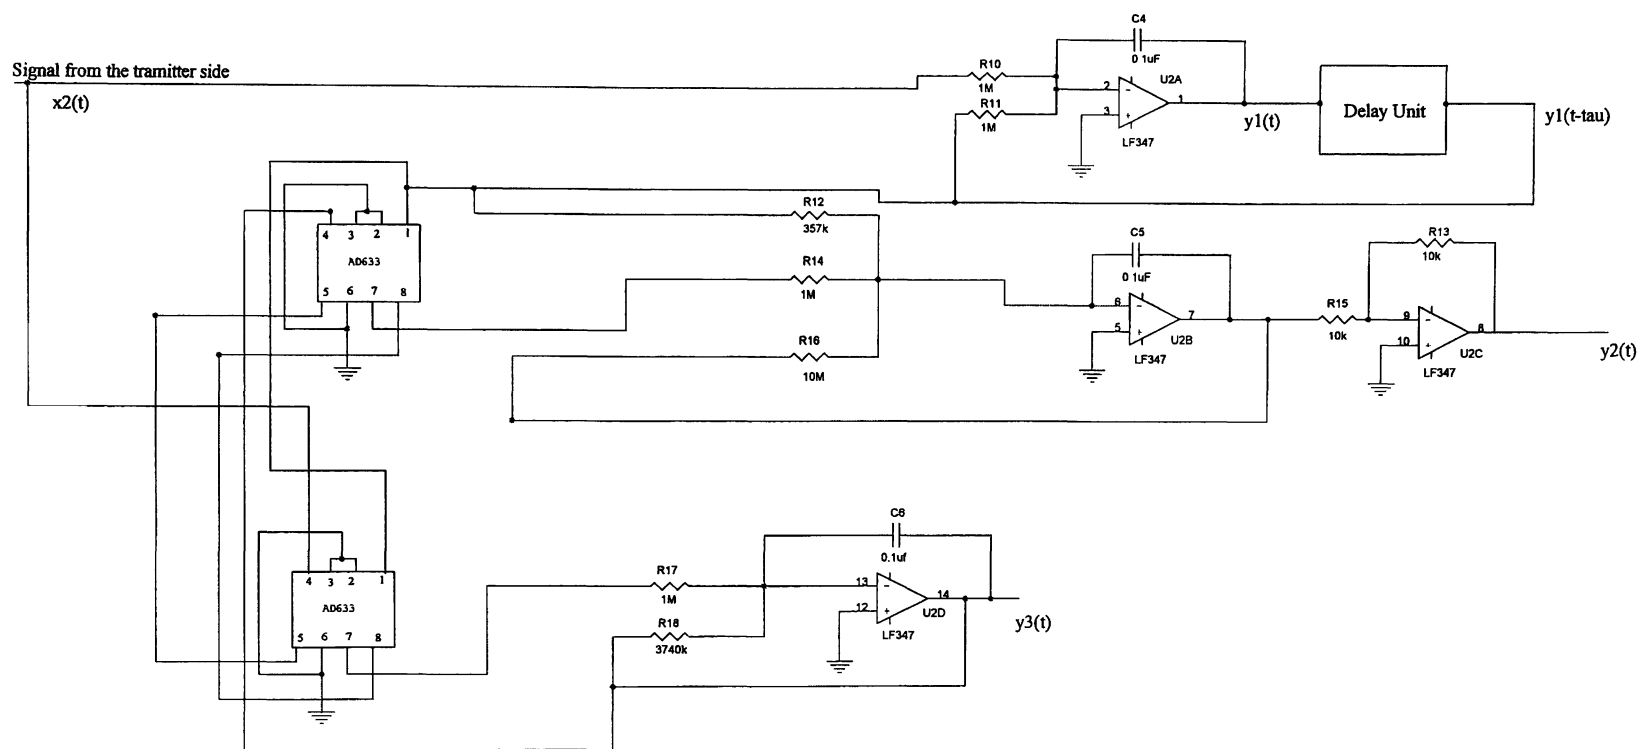 C4
0 1uF
Signal from the tramitter side
x2(t)
R10
1M
R11
1M
2
3
1
U2A
LF347
y1(t)
Delay Unit
y1(t-tau)
4 3 2 1
AD633
5 6 7 8
R12
357k
R14
1M
R16
10M
C5
0 1uF
6
5
7
U2B
LF347
R13
10k
R15
10k
9
10
8
U2C
LF347
y2(t)
4 3 2 1
AD633
5 6 7 8
C6
0.1uf
R17
1M
R18
3740k
13
12
14
U2D
LF347
y3(t)